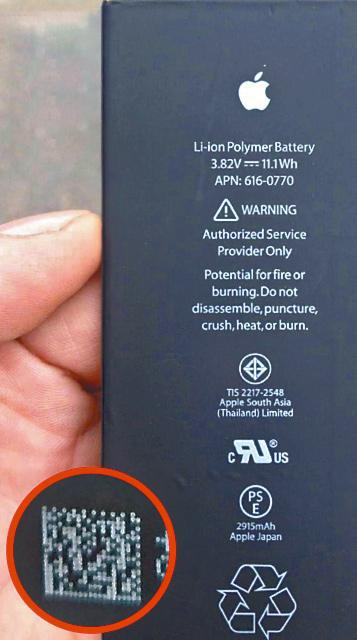 Li-ion Polymer Battery
3.82V ⎓ 11.1Wh
APN: 616-0770
⚠ WARNING
Authorized Service
Provider Only
Potential for fire or
burning. Do not
disassemble, puncture,
crush, heat, or burn.
TIS 2217-2548
Apple South Asia
(Thailand) Limited
c RU® US
PS
E
2915mAh
Apple Japan